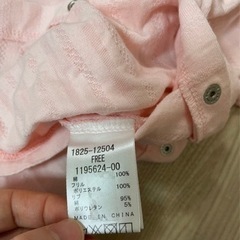 1825-12504
FREE
1195624-00
綿 100%
フリル
ポリエステル 100%
リブ
綿 95%
ポリウレタン 5%
MADE IN CHINA